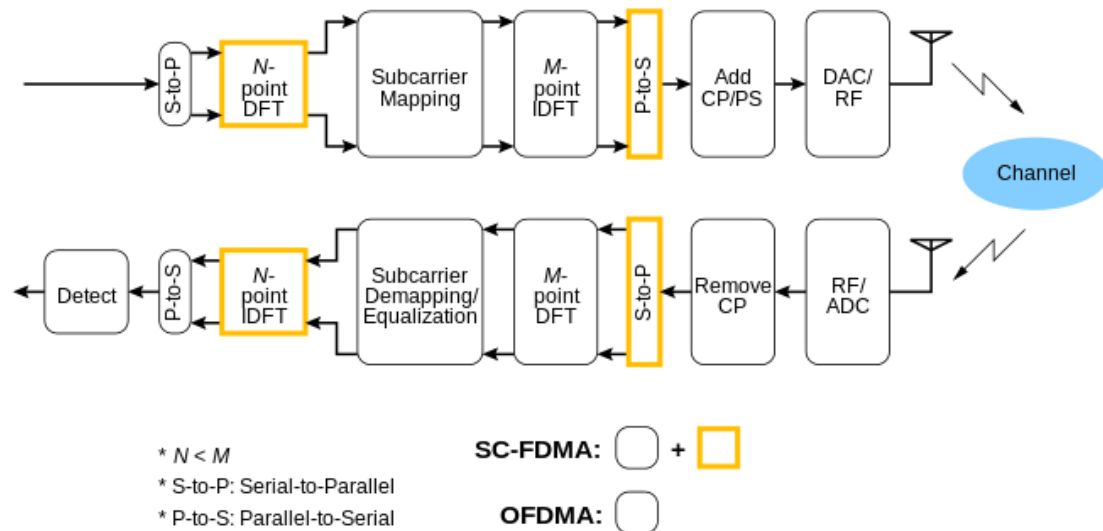 S-to-P
N-
point
DFT
Subcarrier
Mapping
M-
point
IDFT
P-to-S
Add
CP/PS
DAC/
RF
Channel
Detect
P-to-S
N-
point
IDFT
Subcarrier
Demapping/
Equalization
M-
point
DFT
S-to-P
Remove
CP
RF/
ADC
* N < M
* S-to-P: Serial-to-Parallel
* P-to-S: Parallel-to-Serial
SC-FDMA: +
OFDMA: